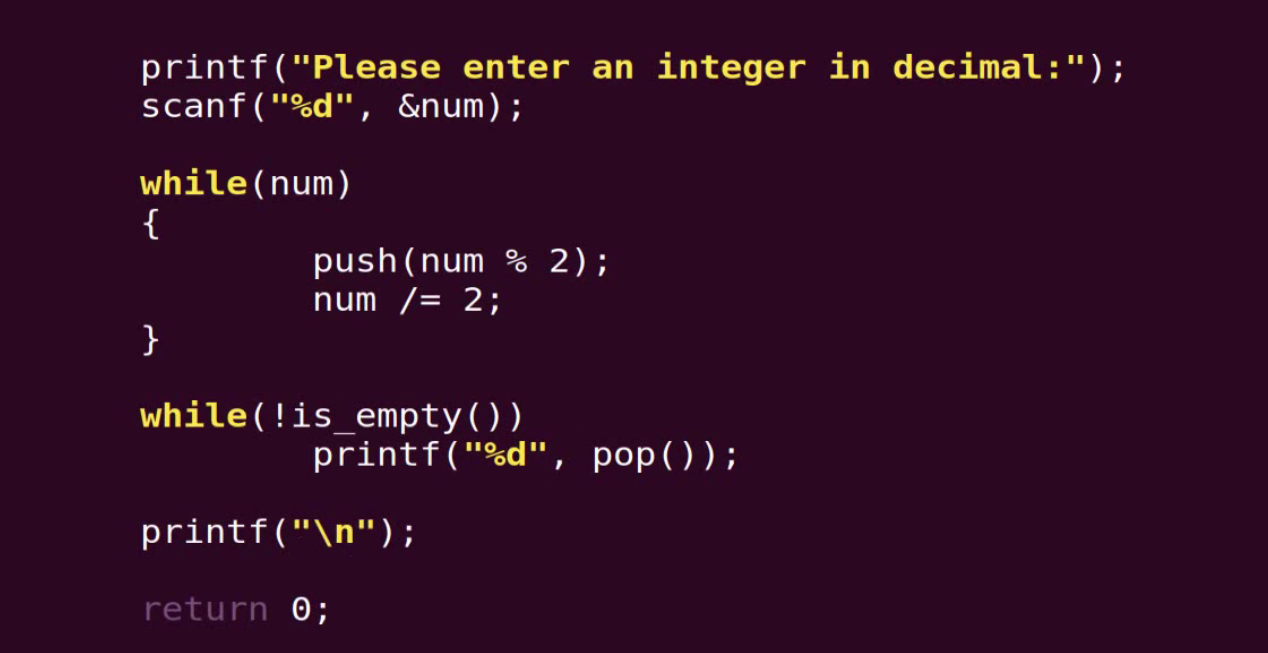 printf("Please enter an integer in decimal:");
scanf("%d", &num);
while(num)
{
push(num % 2);
num /= 2;
}
while(!is_empty())
printf("%d", pop());
printf("\n");
return 0;